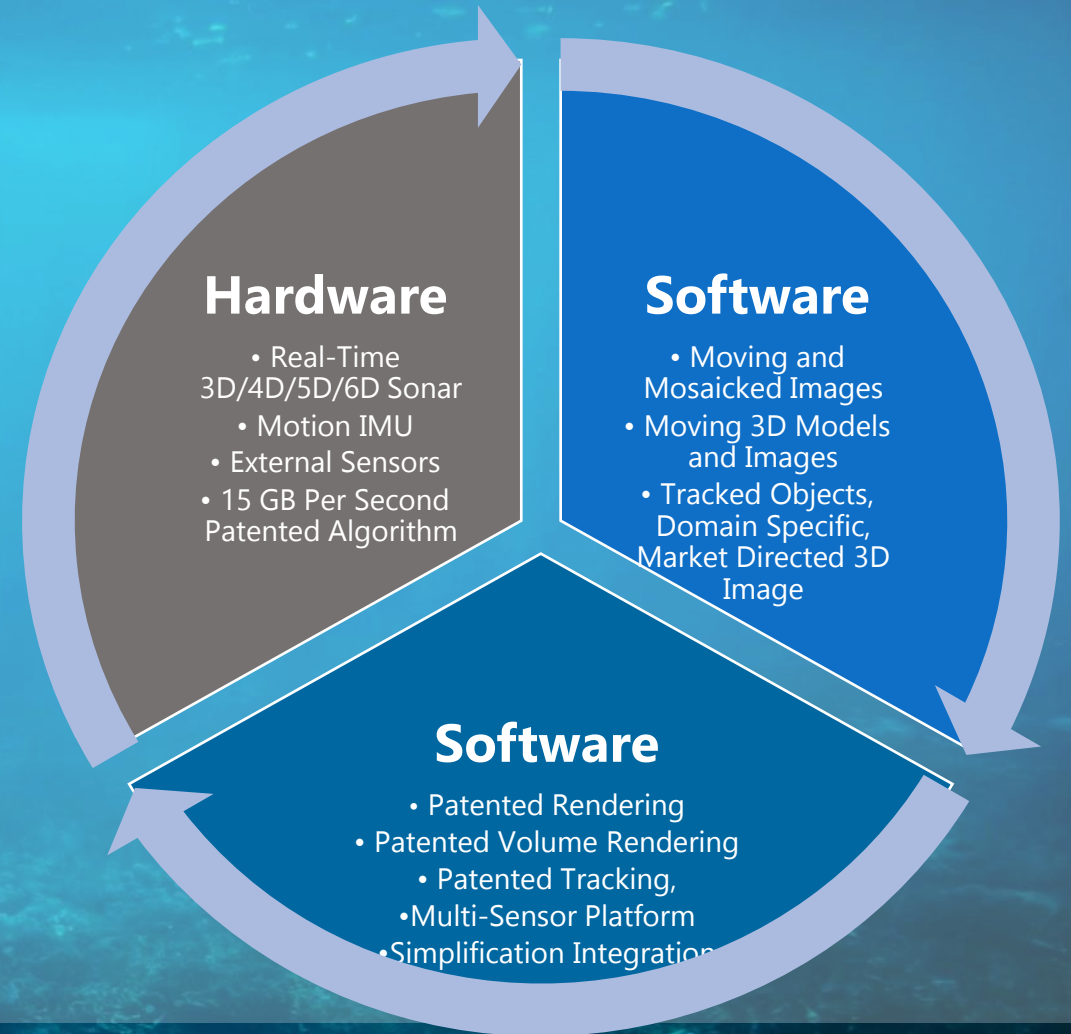 Hardware
• Real-Time
3D/4D/5D/6D Sonar
• Motion IMU
• External Sensors
• 15 GB Per Second
Patented Algorithm
Software
• Moving and
Mosaicked Images
• Moving 3D Models
and Images
• Tracked Objects,
Domain Specific,
Market Directed 3D
Image
Software
• Patented Rendering
• Patented Volume Rendering
• Patented Tracking,
•Multi-Sensor Platform
•Simplification Integration